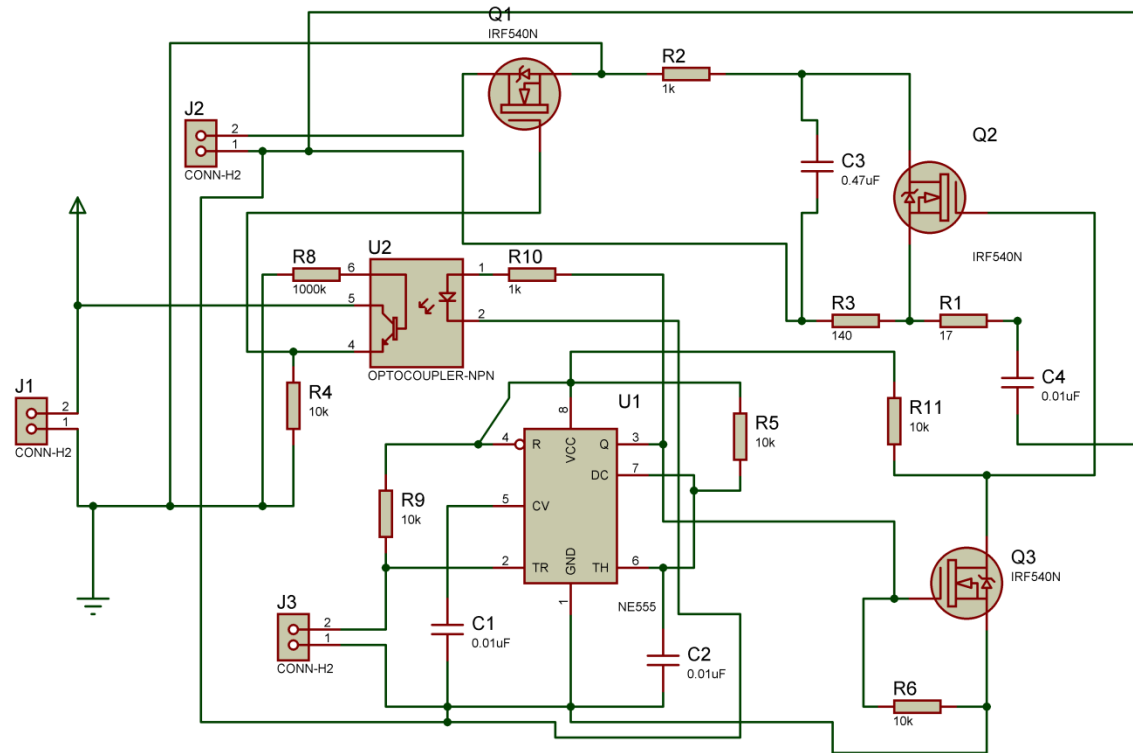 Q1
IRF540N
R2
1k
J2
2
1
CONN-H2
C3
0.47uF
Q2
IRF540N
R8
1000k
U2
6
5
4
1
2
OPTOCOUPLER-NPN
R10
1k
R3
140
R1
17
J1
2
1
CONN-H2
R4
10k
C4
0.01uF
R11
10k
U1
8
VCC
4
R
Q
3
R5
10k
DC
7
5
CV
R9
10k
2
TR
GND
1
TH
6
NE555
Q3
IRF540N
J3
2
1
CONN-H2
C1
0.01uF
C2
0.01uF
R6
10k